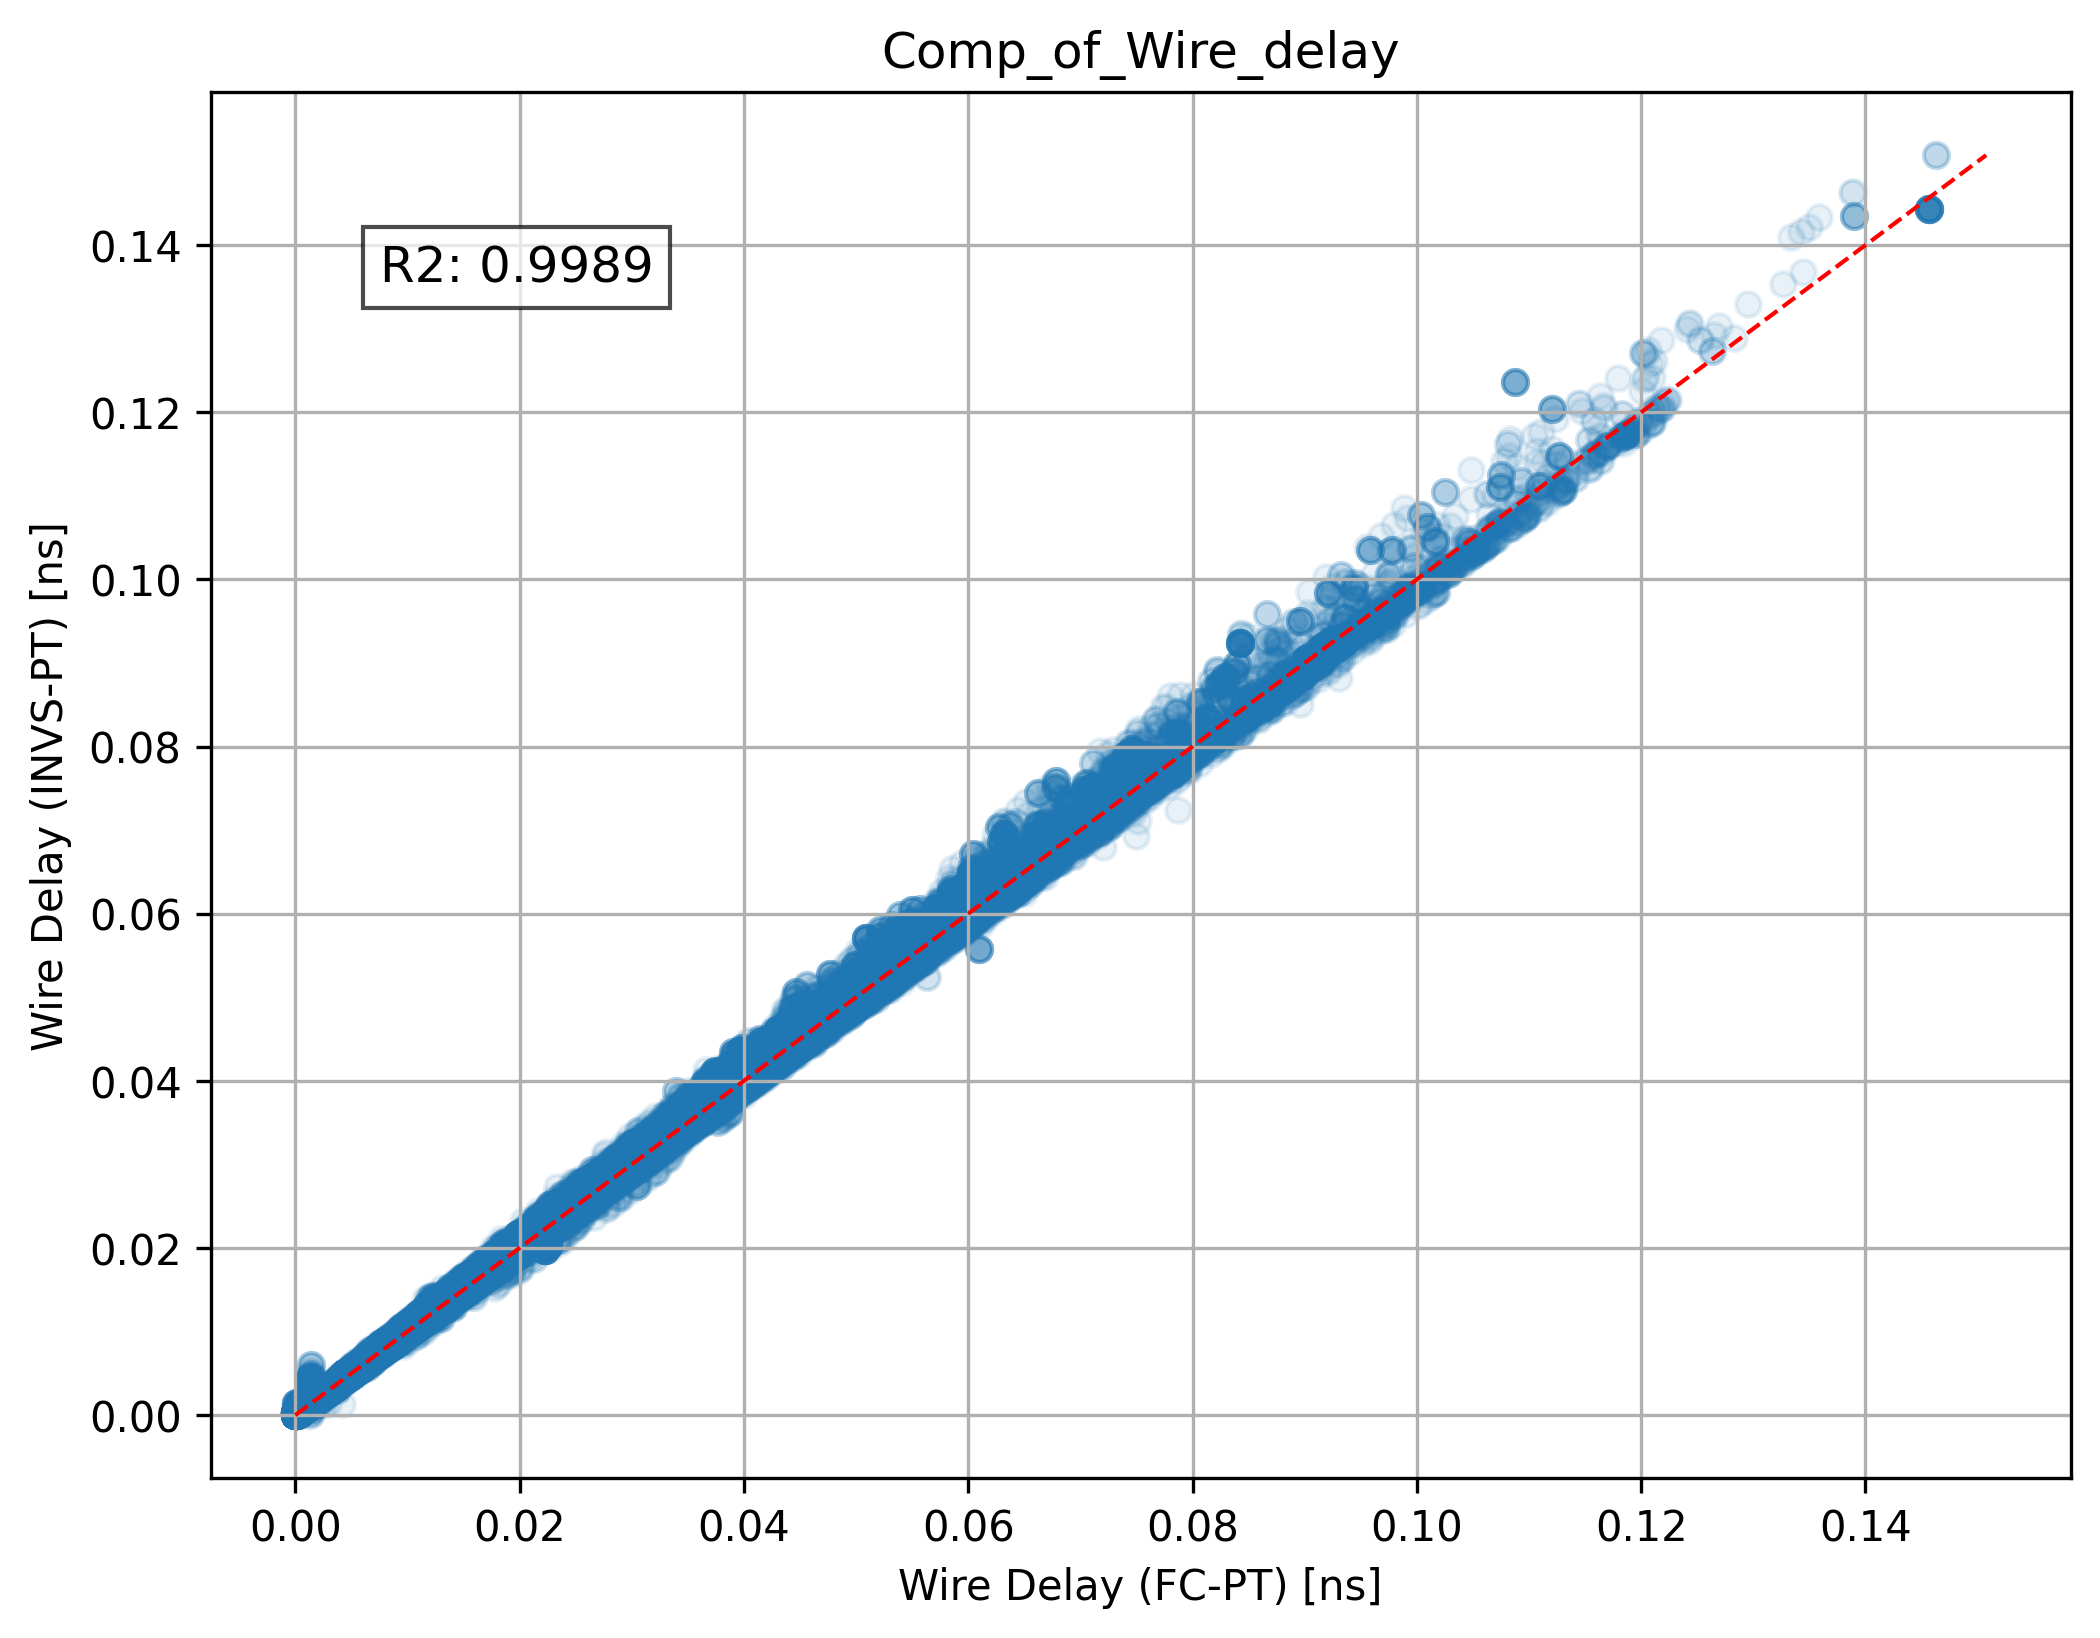 Comp_of_Wire_delay
R2: 0.9989
Wire Delay (INVS-PT) [ns]
0.14
0.12
0.10
0.08
0.06
0.04
0.02
0.00
0.00 0.02 0.04 0.06 0.08 0.10 0.12 0.14
Wire Delay (FC-PT) [ns]